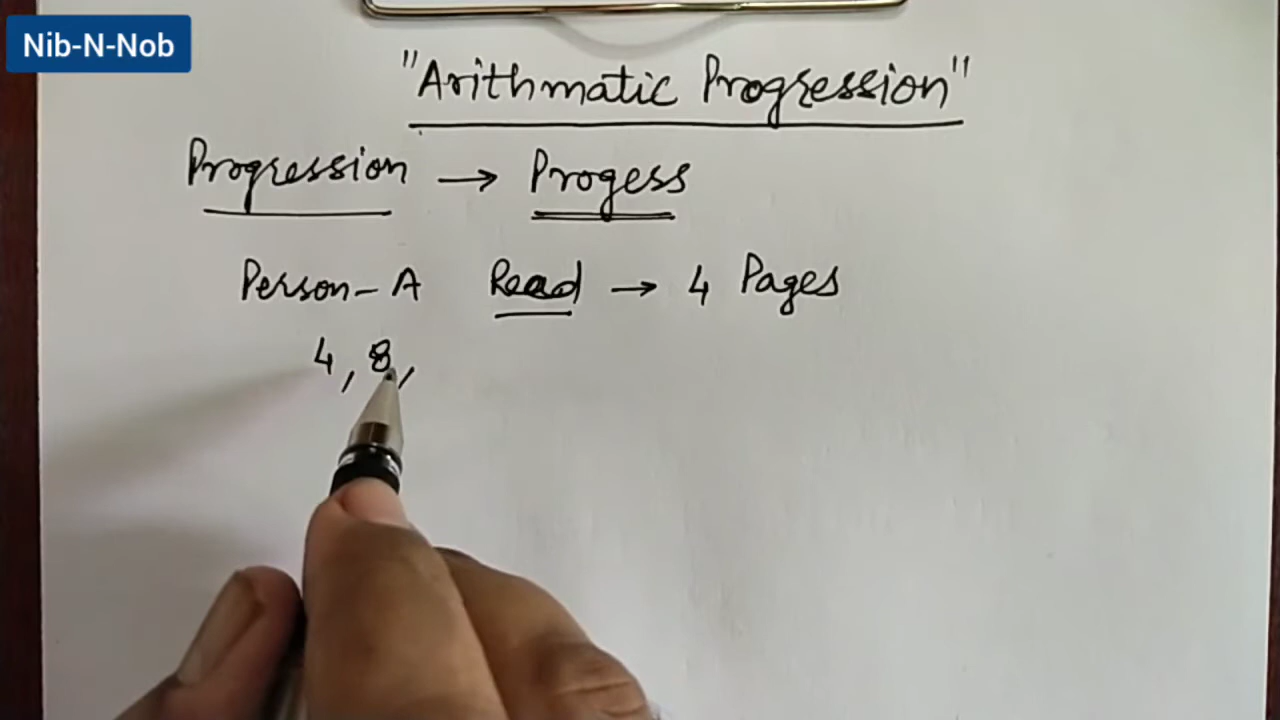 Nib-N-Nob
"Arithmatic Progression"
Progression → Progess
Person-A Read → 4 Pages
4, 8,